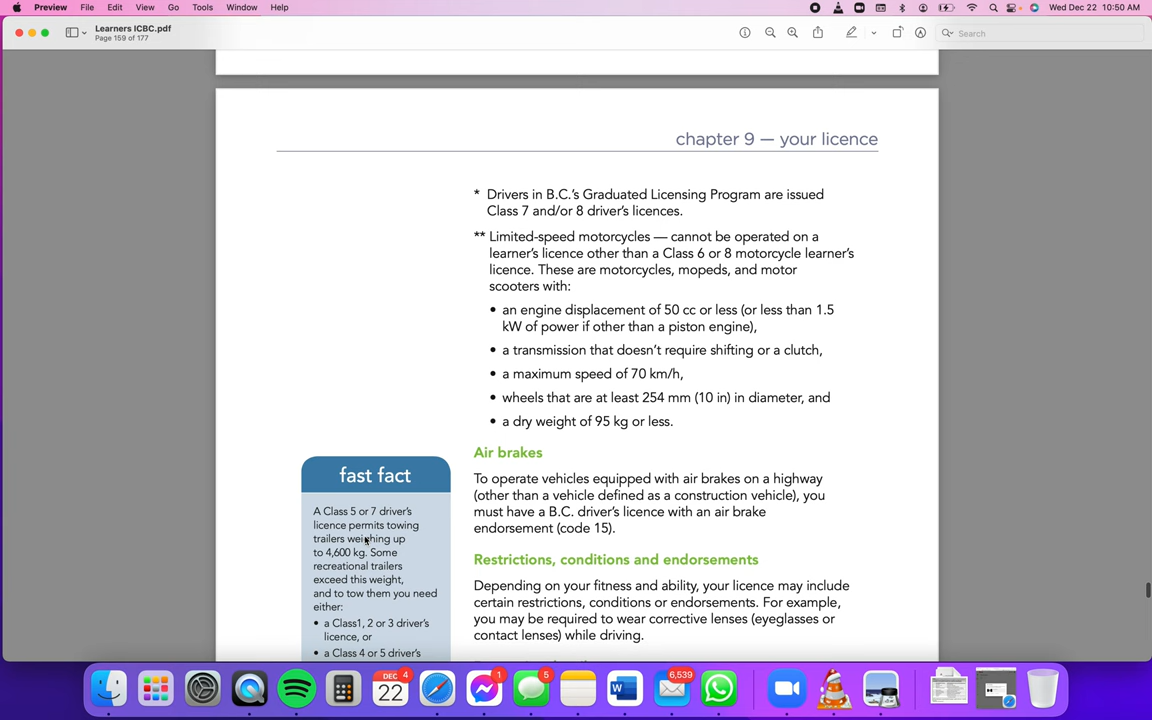 Preview File Edit View Go Tools Window Help
Wed Dec 22 10:50 AM
Learners ICBC.pdf
Page 159 of 177
Search
chapter 9 — your licence
* Drivers in B.C.'s Graduated Licensing Program are issued
Class 7 and/or 8 driver's licences.
** Limited-speed motorcycles — cannot be operated on a
learner's licence other than a Class 6 or 8 motorcycle learner's
licence. These are motorcycles, mopeds, and motor
scooters with:
• an engine displacement of 50 cc or less (or less than 1.5
kW of power if other than a piston engine),
• a transmission that doesn't require shifting or a clutch,
• a maximum speed of 70 km/h,
• wheels that are at least 254 mm (10 in) in diameter, and
• a dry weight of 95 kg or less.
Air brakes
To operate vehicles equipped with air brakes on a highway
(other than a vehicle defined as a construction vehicle), you
must have a B.C. driver's licence with an air brake
endorsement (code 15).
Restrictions, conditions and endorsements
Depending on your fitness and ability, your licence may include
certain restrictions, conditions or endorsements. For example,
you may be required to wear corrective lenses (eyeglasses or
contact lenses) while driving.
fast fact
A Class 5 or 7 driver's
licence permits towing
trailers weighing up
to 4,600 kg. Some
recreational trailers
exceed this weight,
and to tow them you need
either:
• a Class1, 2 or 3 driver's
licence, or
• a Class 4 or 5 driver's
DEC
22
4
1
5
6,539
W